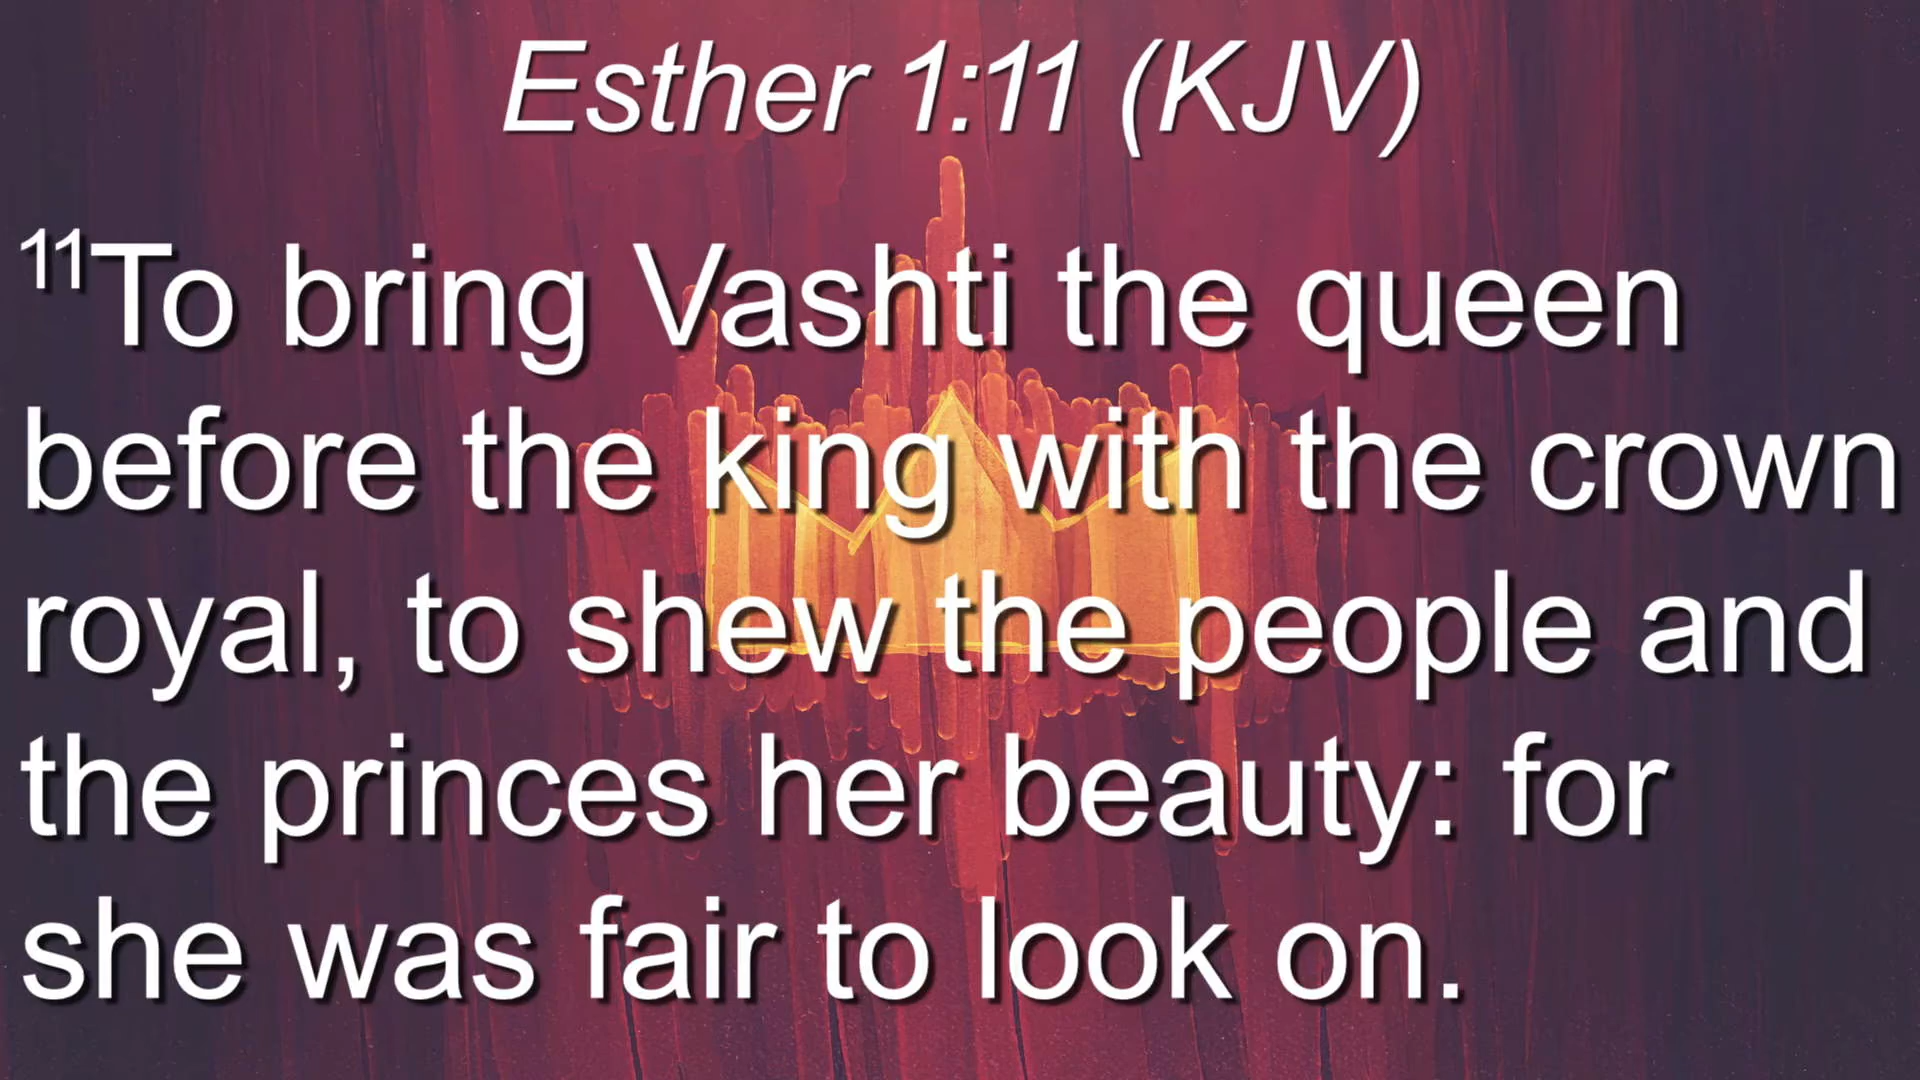 Esther 1:11 (KJV)
11To bring Vashti the queen
before the king with the crown
royal, to shew the people and
the princes her beauty: for
she was fair to look on.